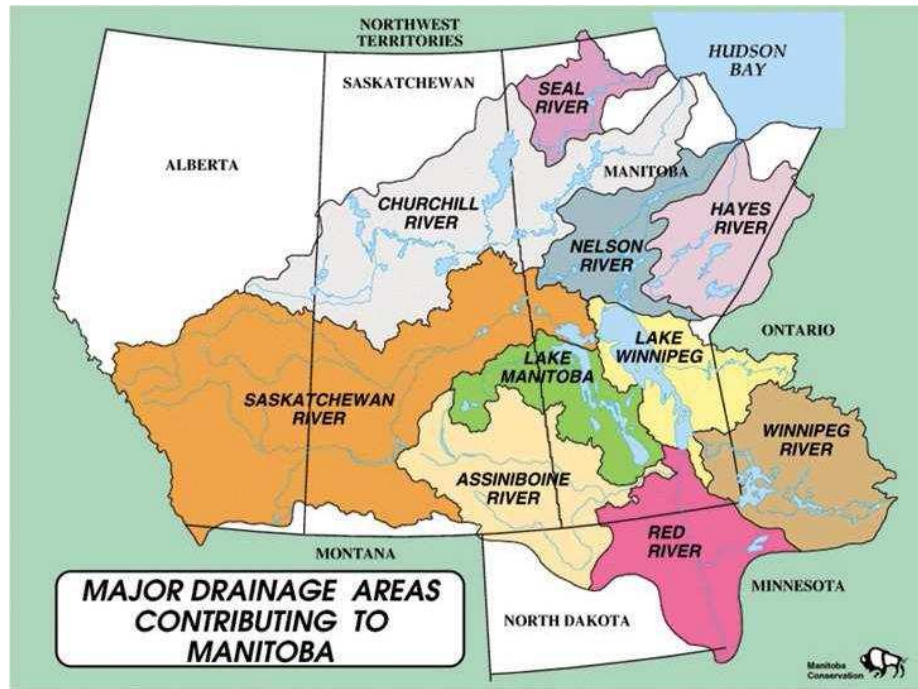 NORTHWEST
TERRITORIES
HUDSON
BAY
SASKATCHEWAN
SEAL
RIVER
ALBERTA
MANITOBA
CHURCHILL
RIVER
HAYES
RIVER
NELSON
RIVER
ONTARIO
LAKE
WINNIPEG
LAKE
MANITOBA
SASKATCHEWAN
RIVER
WINNIPEG
RIVER
ASSINIBOINE
RIVER
RED
RIVER
MONTANA
MINNESOTA
NORTH DAKOTA
MAJOR DRAINAGE AREAS
CONTRIBUTING TO
MANITOBA
Manitoba
Conservation